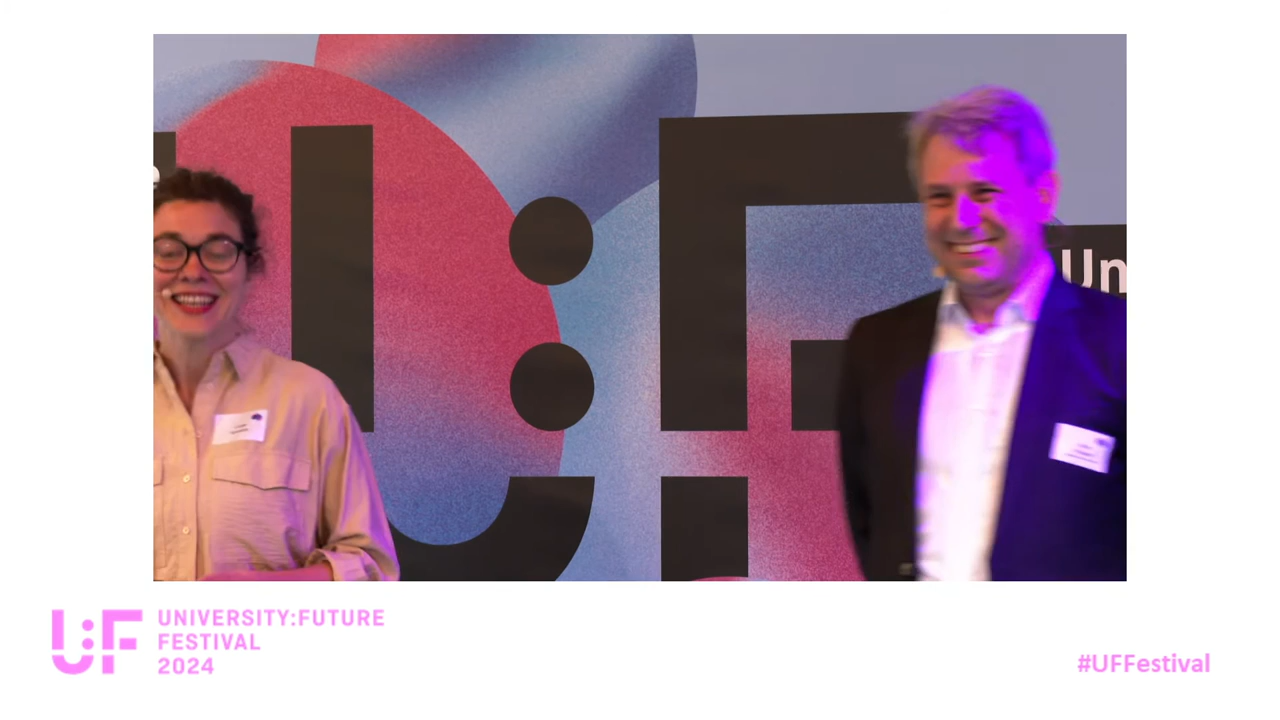 e
U:F
Un
U:F
UNIVERSITY:FUTURE
FESTIVAL
2024
#UFFestival